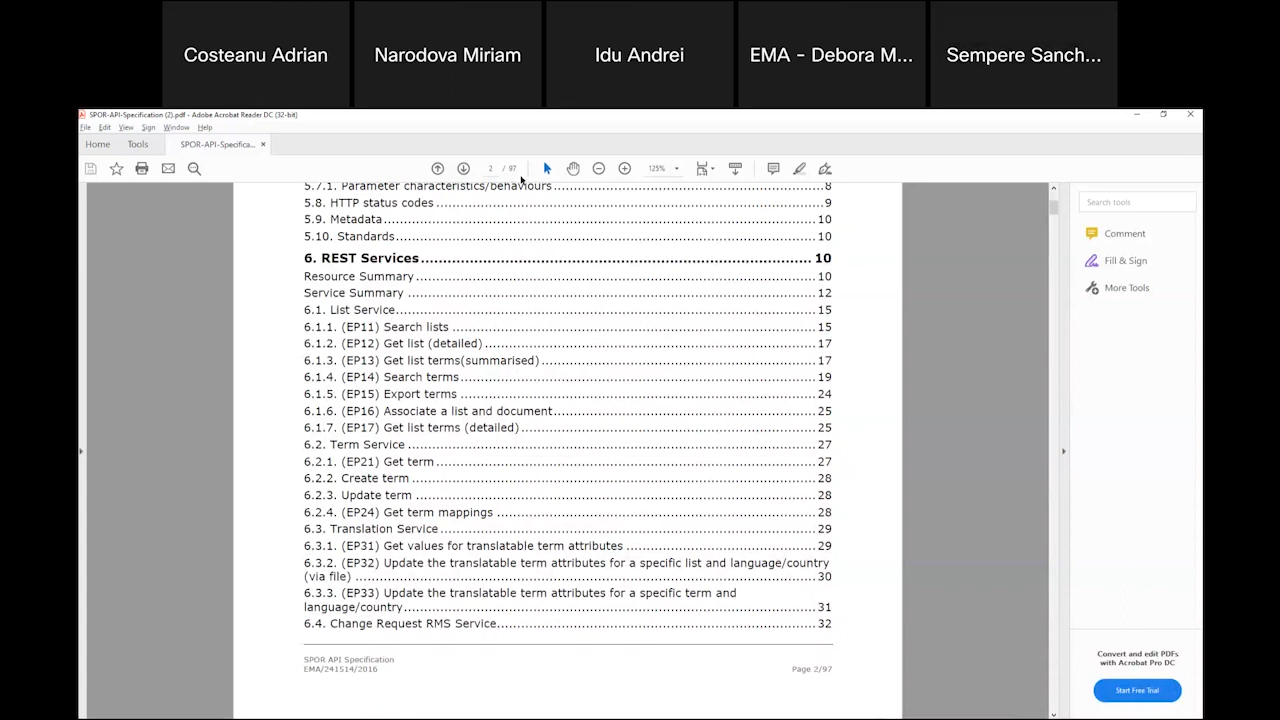 Costeanu Adrian
Narodova Miriam
Idu Andrei
EMA - Debora M...
Sempere Sanch...
SPOR-API-Specification (2).pdf - Adobe Acrobat Reader DC (32-bit)
File Edit View Sign Window Help
Home Tools SPOR-API-Specifica... ×
2 / 97 125%
5.7.1. Parameter characteristics/behaviours 8
5.8. HTTP status codes 9
5.9. Metadata 10
5.10. Standards 10
6. REST Services 10
Resource Summary 10
Service Summary 12
6.1. List Service 15
6.1.1. (EP11) Search lists 15
6.1.2. (EP12) Get list (detailed) 17
6.1.3. (EP13) Get list terms(summarised) 17
6.1.4. (EP14) Search terms 19
6.1.5. (EP15) Export terms 24
6.1.6. (EP16) Associate a list and document 25
6.1.7. (EP17) Get list terms (detailed) 25
6.2. Term Service 27
6.2.1. (EP21) Get term 27
6.2.2. Create term 28
6.2.3. Update term 28
6.2.4. (EP24) Get term mappings 28
6.3. Translation Service 29
6.3.1. (EP31) Get values for translatable term attributes 29
6.3.2. (EP32) Update the translatable term attributes for a specific list and language/country
(via file) 30
6.3.3. (EP33) Update the translatable term attributes for a specific term and
language/country 31
6.4. Change Request RMS Service 32
SPOR API Specification
EMA/241514/2016
Page 2/97
Search tools
Comment
Fill & Sign
More Tools
Convert and edit PDFs
with Acrobat Pro DC
Start Free Trial